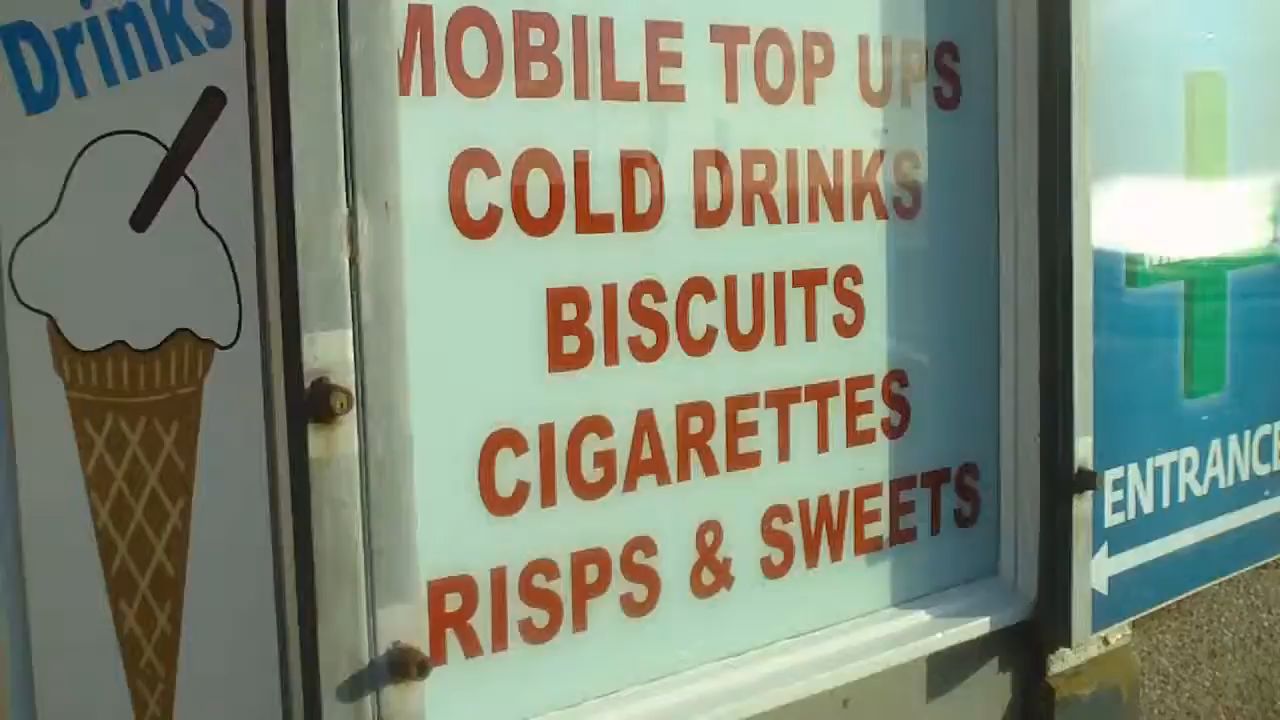 Drinks
MOBILE TOP UPS
COLD DRINKS
BISCUITS
CIGARETTES
RISPS & SWEETS
ENTRANCE